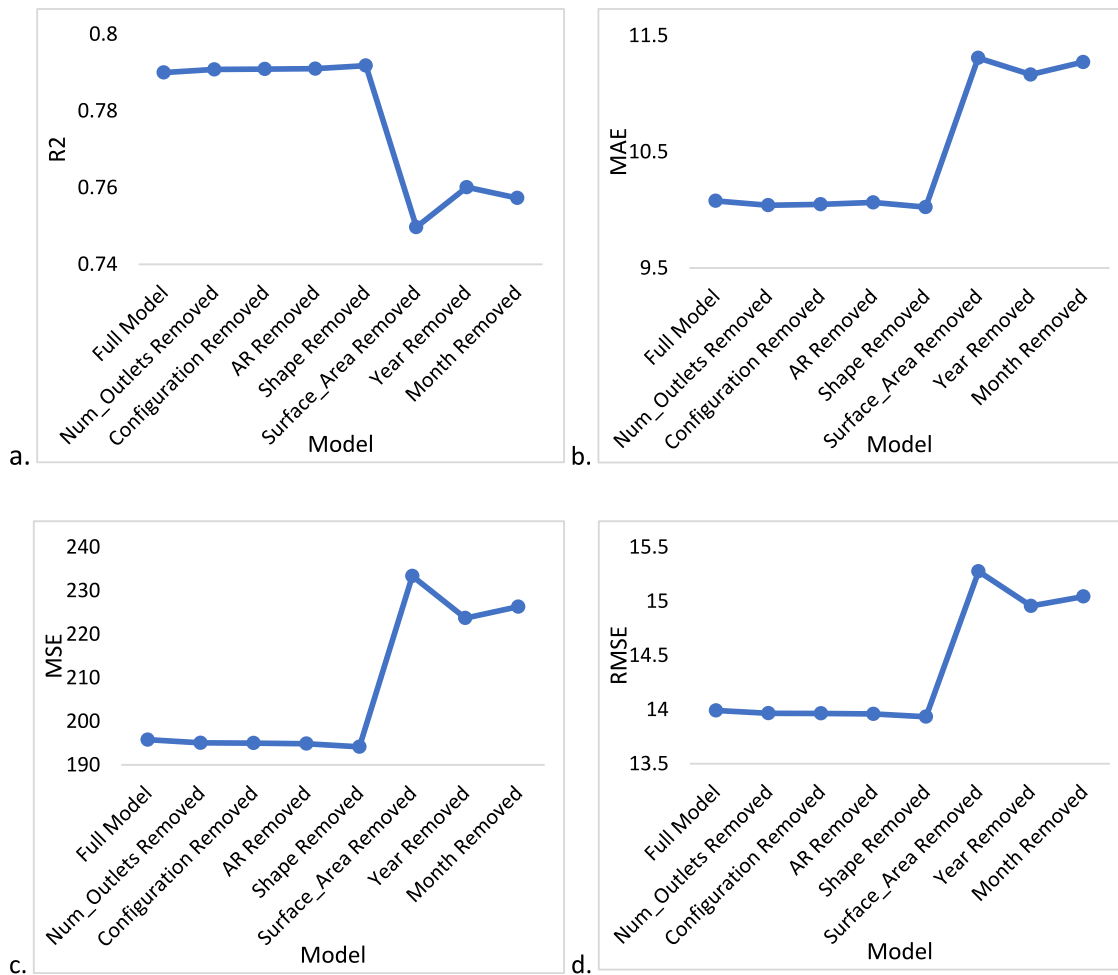 0.8
0.78
0.76
0.74
R2
Full Model
Num_Outlets Removed
Configuration Removed
AR Removed
Shape Removed
Surface_Area Removed
Year Removed
Month Removed
Model
a.
11.5
10.5
9.5
MAE
Full Model
Num_Outlets Removed
Configuration Removed
AR Removed
Shape Removed
Surface_Area Removed
Year Removed
Month Removed
Model
b.
240
230
220
210
200
190
MSE
Full Model
Num_Outlets Removed
Configuration Removed
AR Removed
Shape Removed
Surface_Area Removed
Year Removed
Month Removed
Model
c.
15.5
15
14.5
14
13.5
RMSE
Full Model
Num_Outlets Removed
Configuration Removed
AR Removed
Shape Removed
Surface_Area Removed
Year Removed
Month Removed
Model
d.